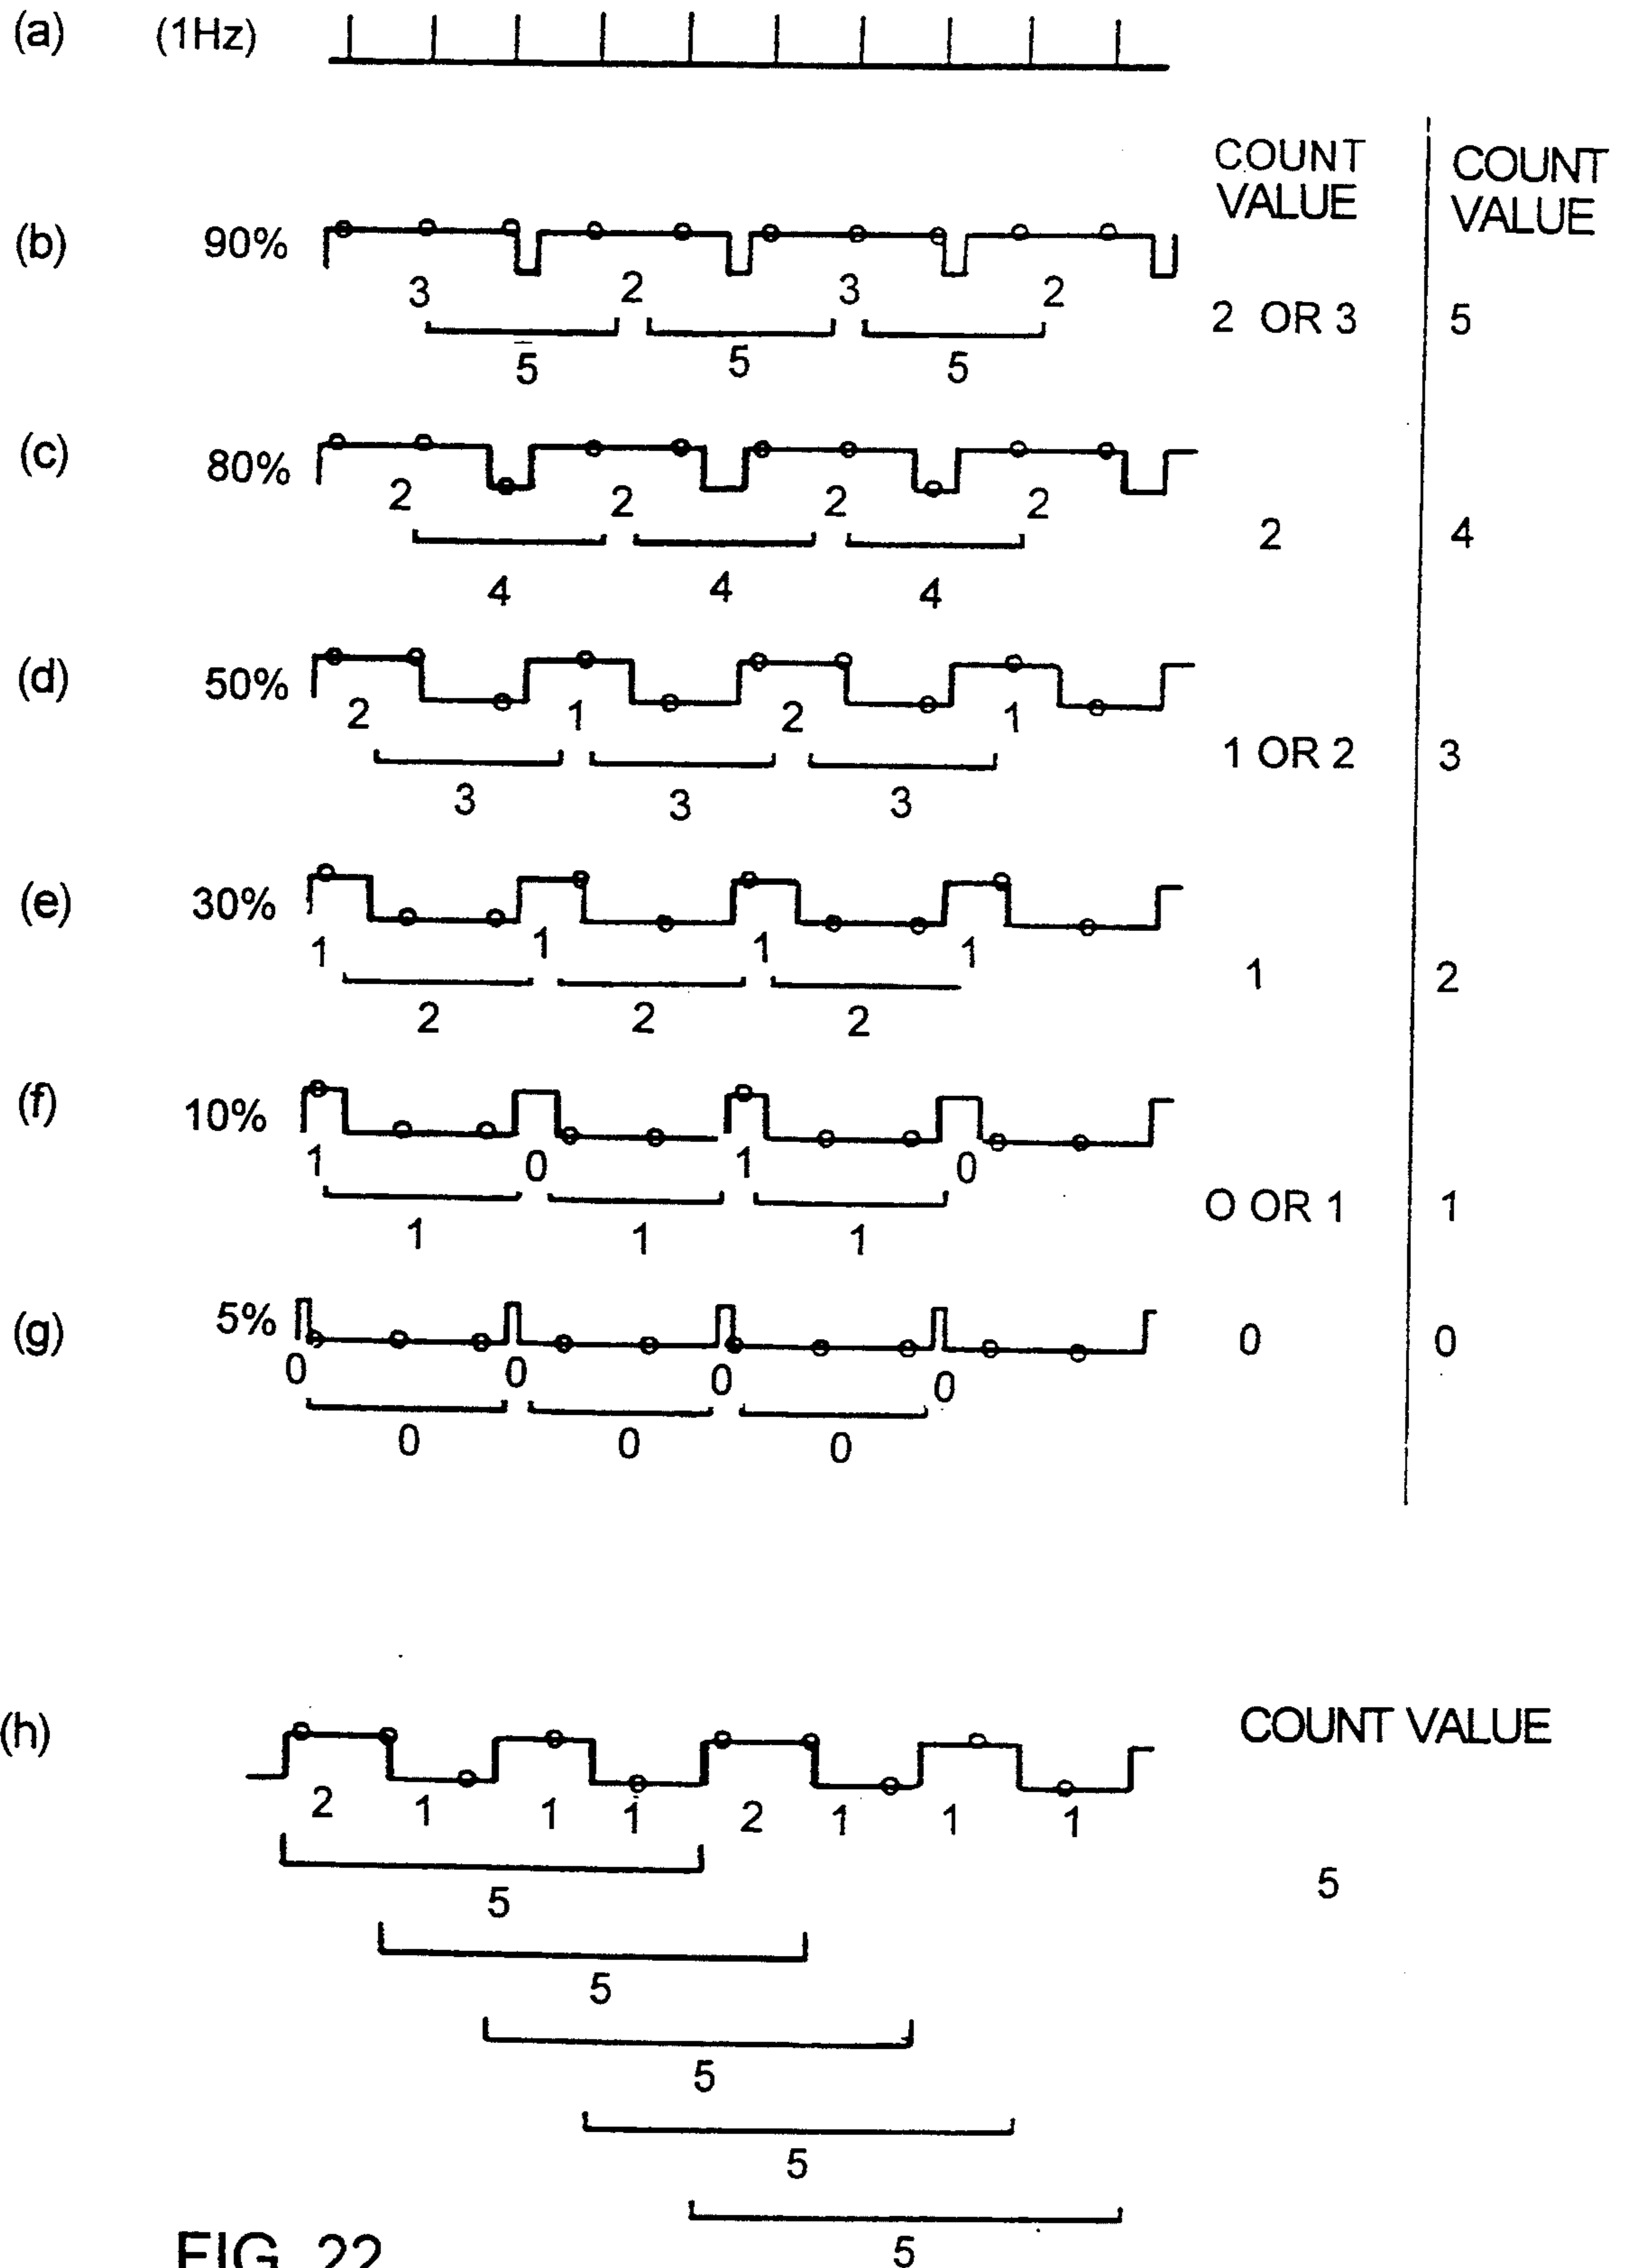 (a) (1Hz)
COUNT VALUE COUNT VALUE
(b) 90%
3 2 3 2
2 OR 3 5
5 5 5
(c) 80%
2 2 2 2
2 4
4 4 4
(d) 50%
2 1 2 1
1 OR 2 3
3 3 3
(e) 30%
1 1 1 1
1 2
2 2 2
(f) 10%
1 0 1 0
0 OR 1 1
1 1 1
(g) 5%
0 0
0 0 0 0
0 0 0
(h) COUNT VALUE
2 1 1 1 2 1 1 1
5 5
5
5
5
5
FIG. 22